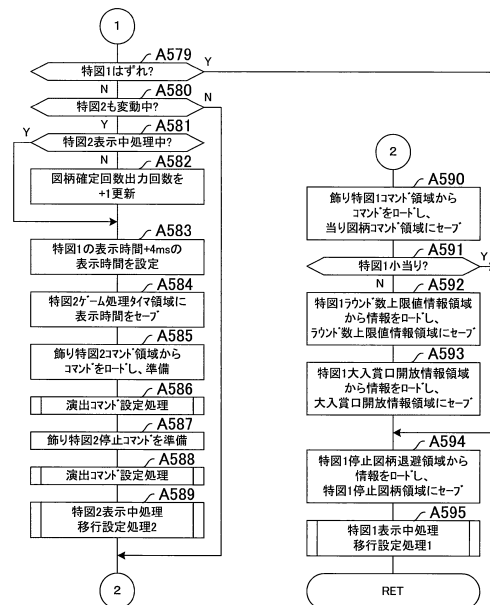 1
A579
特図1はずれ?
Y
N
A580
特図2も変動中?
N
Y
A581
Y
特図2表示中処理中?
N
A582
図柄確定回数出力回数を
+1更新
A583
特図1の表示時間+4msの
表示時間を設定
A584
特図2ゲーム処理タイマ領域に
表示時間をセーブ
A585
飾り特図2コマンド領域から
コマンドをロードし、準備
A586
演出コマンド設定処理
A587
飾り特図2停止コマンドを準備
A588
演出コマンド設定処理
A589
特図2表示中処理
移行設定処理2
2
2
A590
飾り特図1コマンド領域から
コマンドをロードし、
当り図柄コマンド領域にセーブ
A591
特図1小当り?
Y
N
A592
特図1ラウンド数上限値情報領域
から情報をロードし、
ラウンド数上限値情報領域にセーブ
A593
特図1大入賞口開放情報領域
から情報をロードし、
大入賞口開放情報領域にセーブ
A594
特図1停止図柄退避領域から
情報をロードし、
特図1停止図柄領域にセーブ
A595
特図1表示中処理
移行設定処理1
RET